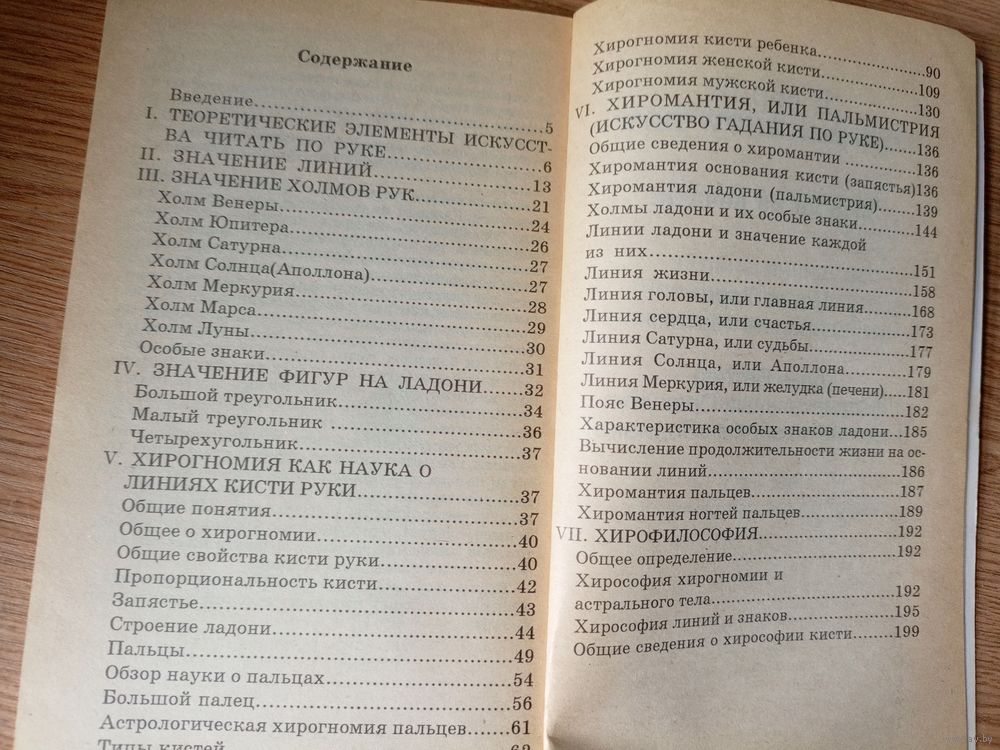 Содержание
Введение.......5
I. ТЕОРЕТИЧЕСКИЕ ЭЛЕМЕНТЫ ИСКУССТ-
ВА ЧИТАТЬ ПО РУКЕ.......6
II. ЗНАЧЕНИЕ ЛИНИЙ.......13
III. ЗНАЧЕНИЕ ХОЛМОВ РУК.......21
Холм Венеры.......24
Холм Юпитера.......26
Холм Сатурна.......27
Холм Солнца(Аполлона).......27
Холм Меркурия.......28
Холм Марса.......29
Холм Луны.......30
Особые знаки.......31
IV. ЗНАЧЕНИЕ ФИГУР НА ЛАДОНИ.......32
Большой треугольник.......34
Малый треугольник.......36
Четырехугольник.......37
V. ХИРОГНОМИЯ КАК НАУКА О
ЛИНИЯХ КИСТИ РУКИ.......37
Общие понятия.......37
Общее о хирогномии.......40
Общие свойства кисти руки.......40
Пропорциональность кисти.......42
Запястье.......43
Строение ладони.......44
Пальцы.......49
Обзор науки о пальцах.......54
Большой палец.......56
Астрологическая хирогномия пальцев.......61
Типы кистей
Хирогномия кисти ребенка.......90
Хирогномия женской кисти.......109
Хирогномия мужской кисти.......130
VI. ХИРОМАНТИЯ, ИЛИ ПАЛЬМИСТРИЯ
(ИСКУССТВО ГАДАНИЯ ПО РУКЕ).......136
Общие сведения о хиромантии.......136
Хиромантия основания кисти (запястья)136
Хиромантия ладони (пальмистрия).......139
Холмы ладони и их особые знаки.......144
Линии ладони и значение каждой
из них.......151
Линия жизни.......158
Линия головы, или главная линия.......168
Линия сердца, или счастья.......173
Линия Сатурна, или судьбы.......177
Линия Солнца, или Аполлона.......179
Линия Меркурия, или желудка (печени).....181
Пояс Венеры.......182
Характеристика особых знаков ладони...185
Вычисление продолжительности жизни на ос-
новании линий.......186
Хиромантия пальцев.......187
Хиромантия ногтей пальцев.......189
VII. ХИРОФИЛОСОФИЯ.......192
Общее определение.......192
Хирософия хирогномии и
астрального тела.......192
Хирософия линий и знаков.......195
Общие сведения о хирософии кисти.......199